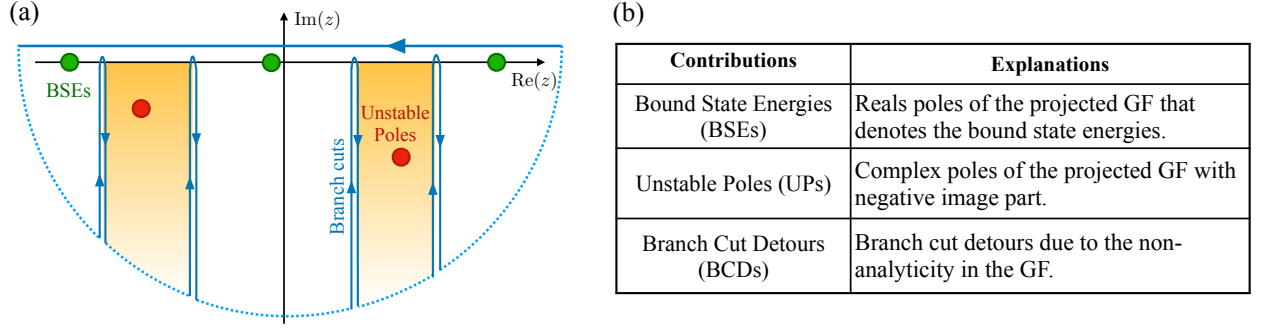 (a)
Im(z)
Re(z)
BSEs
Unstable
Poles
Branch cuts
(b)
Contributions
Explanations
Bound State Energies
(BSEs)
Reals poles of the projected GF that
denotes the bound state energies.
Unstable Poles (UPs)
Complex poles of the projected GF with
negative image part.
Branch Cut Detours
(BCDs)
Branch cut detours due to the non-
analyticity in the GF.